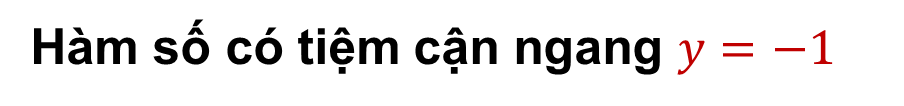 Hàm số có tiệm cận ngang y = −1